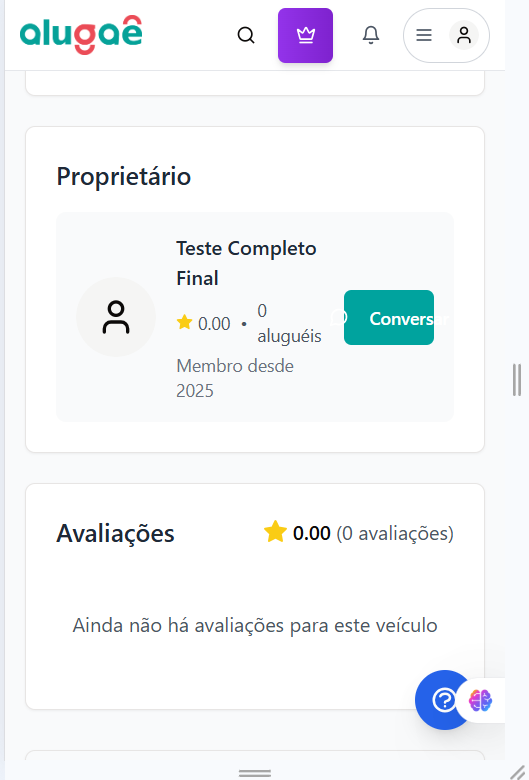 alugaê
Proprietário
Teste Completo
Final
0.00 • 0
aluguéis
Membro desde
2025
Convers
Avaliações
0.00 (0 avaliações)
Ainda não há avaliações para este veículo
?